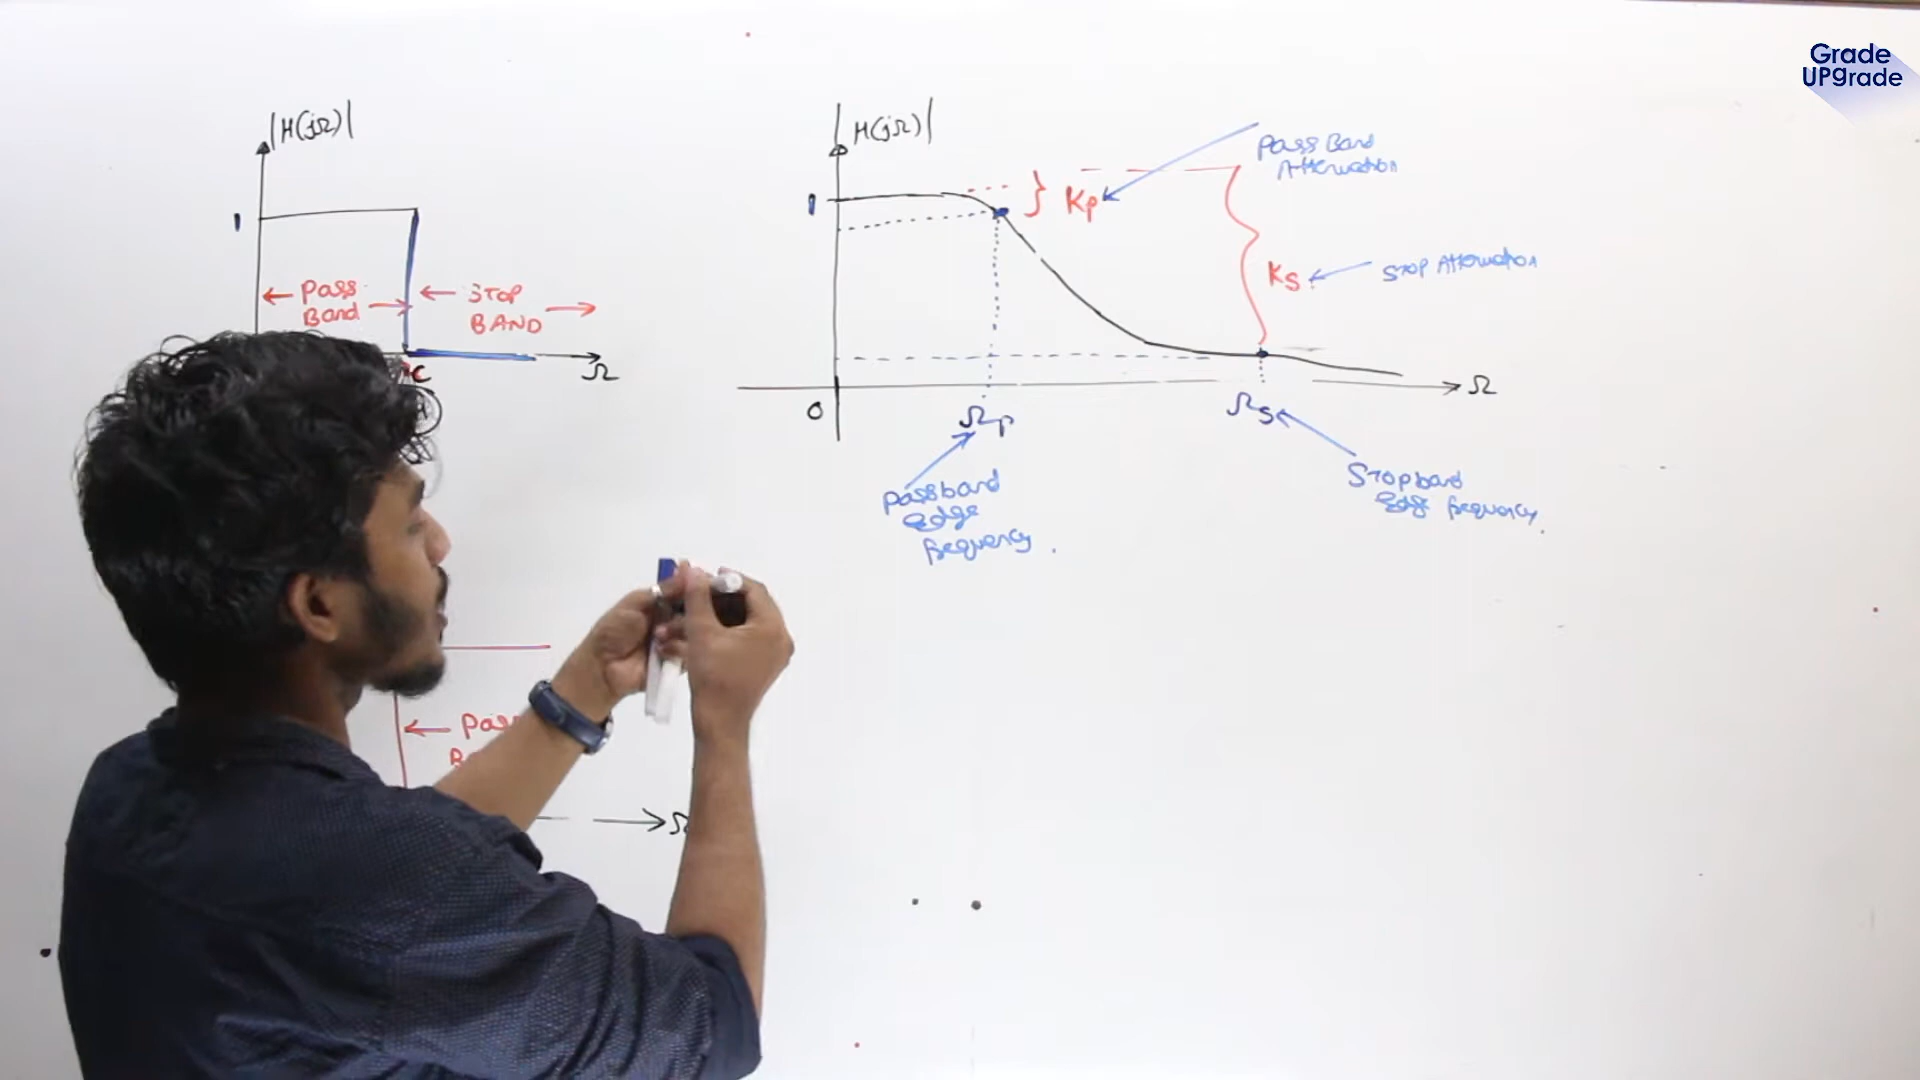 Grade
UPgrade
|H(jΩ)|
1
← Pass
Band →
← STOP
BAND →
C
Ω
|H(jΩ)|
1
} Kp
Pass Band
Attenuation
Ks
Stop Attenuation
0
Ωp
Ωs
Ω
Passband
Edge
frequency.
Stopband
Edge frequency.
← Pass
Ω